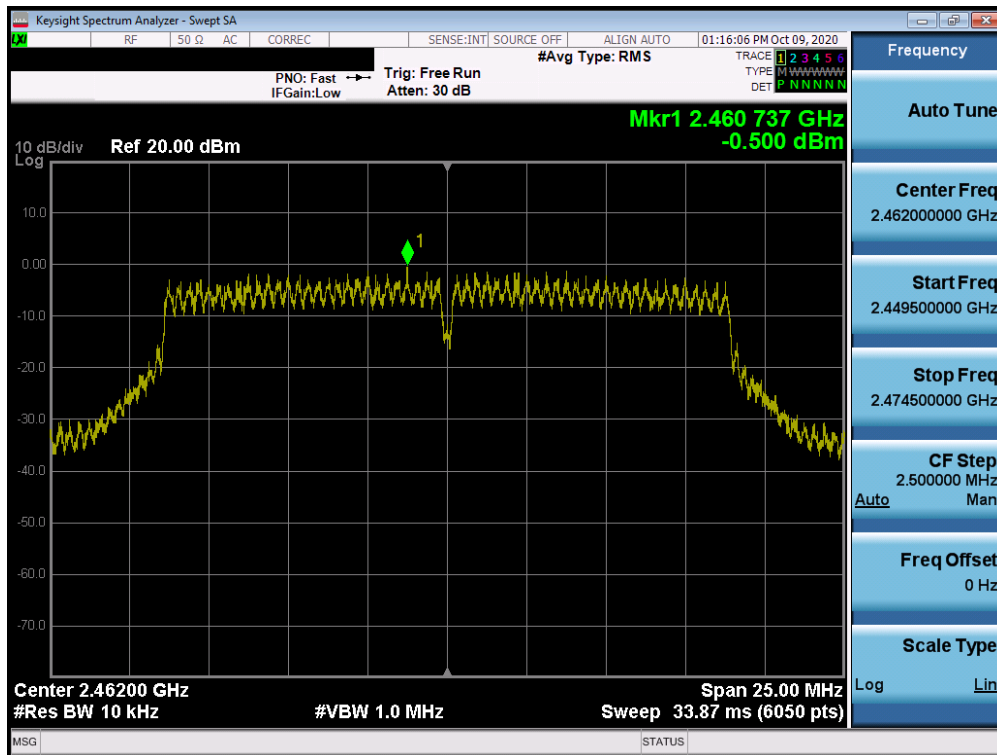 Keysight Spectrum Analyzer - Swept SA
LXI RF 50 Ω AC CORREC SENSE:INT SOURCE OFF ALIGN AUTO 01:16:06 PM Oct 09, 2020
#Avg Type: RMS
TRACE 1 2 3 4 5 6
PNO: Fast Trig: Free Run
TYPE M WWWWW
IFGain:Low Atten: 30 dB
DET P N N N N N
Mkr1 2.460 737 GHz
-0.500 dBm
10 dB/div Ref 20.00 dBm
Log
1
10.0
0.00
-10.0
-20.0
-30.0
-40.0
-50.0
-60.0
-70.0
Center 2.46200 GHz Span 25.00 MHz
#Res BW 10 kHz #VBW 1.0 MHz Sweep 33.87 ms (6050 pts)
MSG STATUS
Frequency
Auto Tune
Center Freq
2.462000000 GHz
Start Freq
2.449500000 GHz
Stop Freq
2.474500000 GHz
CF Step
2.500000 MHz
Auto Man
Freq Offset
0 Hz
Scale Type
Log Lin